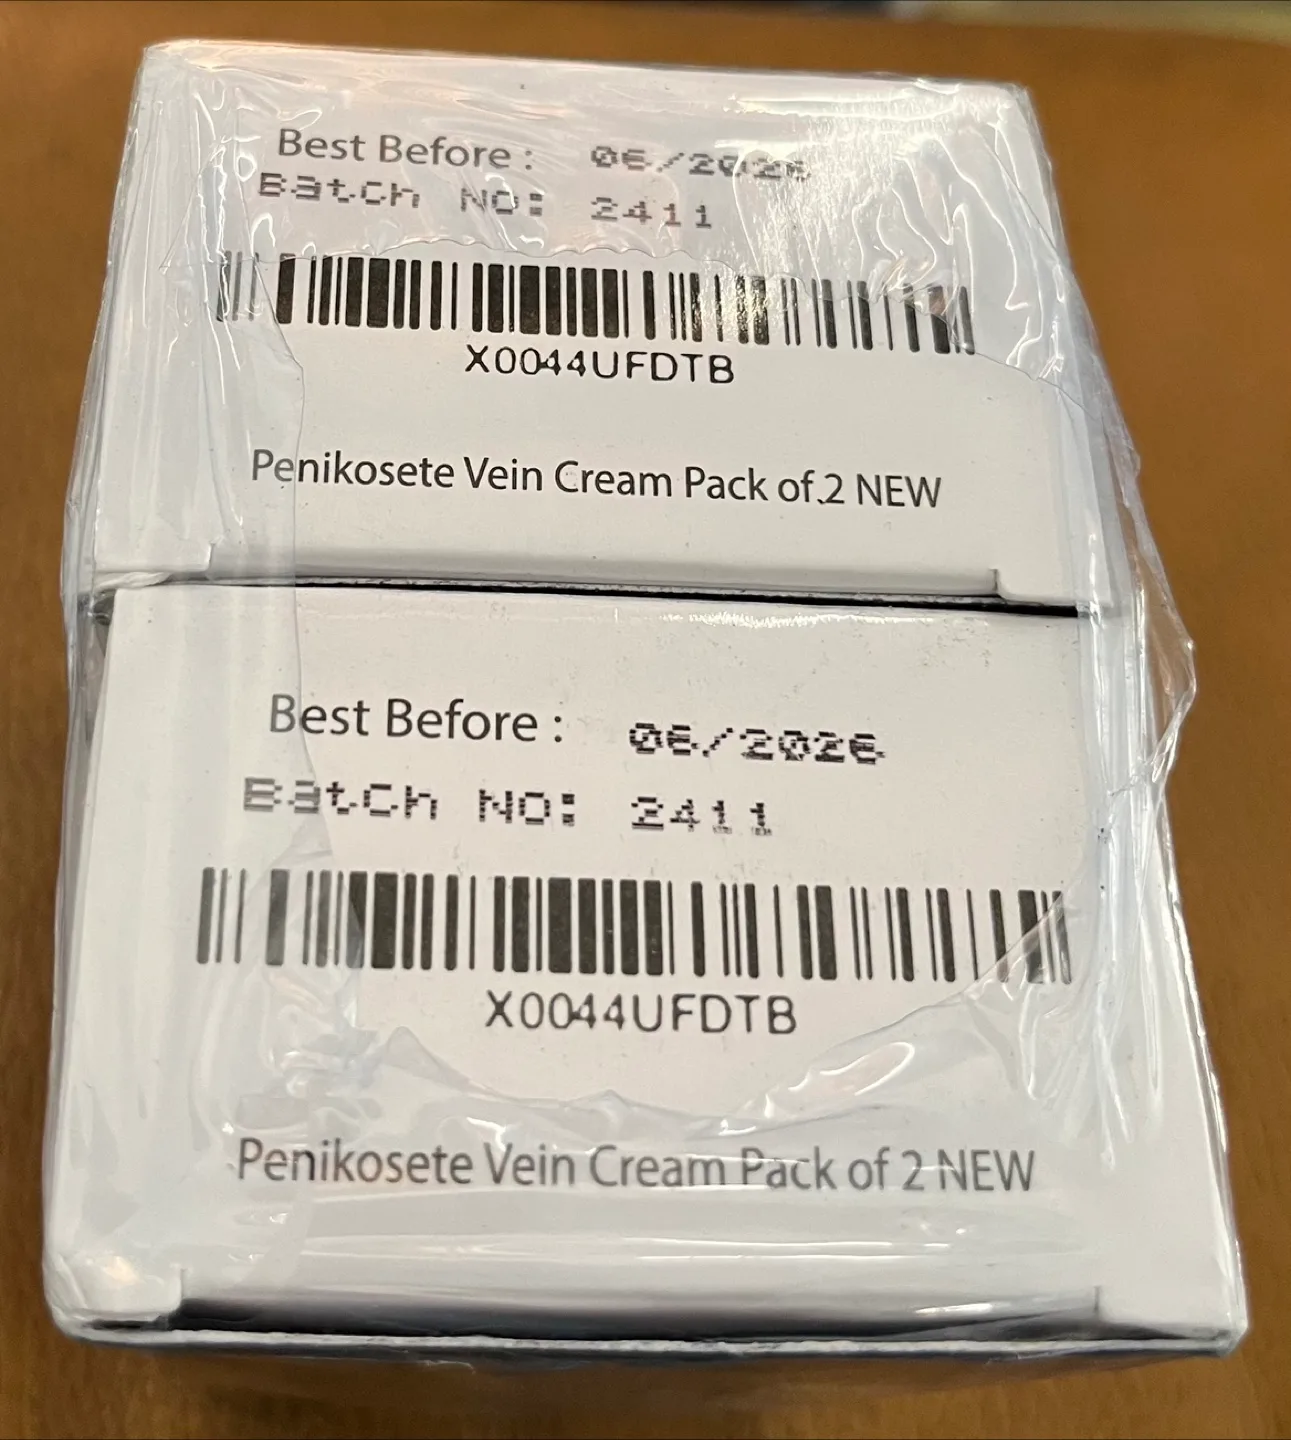 Best Before : 06/2026
Batch NO: 2411
X0044UFDTB
Penikosete Vein Cream Pack of 2 NEW
Best Before : 06/2026
Batch NO: 2411
X0044UFDTB
Penikosete Vein Cream Pack of 2 NEW